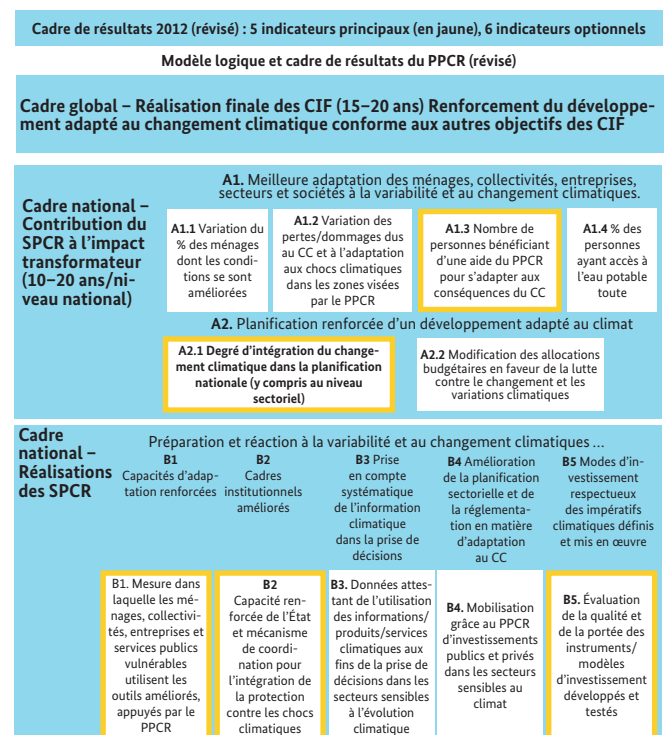 Cadre de résultats 2012 (révisé) : 5 indicateurs principaux (en jaune), 6 indicateurs optionnels
Modèle logique et cadre de résultats du PPCR (révisé)
Cadre global – Réalisation finale des CIF (15–20 ans) Renforcement du développe-
ment adapté au changement climatique conforme aux autres objectifs des CIF
Cadre national –
Contribution du
SPCR à l’impact
transformateur
(10–20 ans/ni-
veau national)
A1. Meilleure adaptation des ménages, collectivités, entreprises,
secteurs et sociétés à la variabilité et au changement climatiques.
A1.1 Variation du
% des ménages
dont les condi-
tions se sont
améliorées
A1.2 Variation des
pertes/dommages dus
au CC et à l’adaptation
aux chocs climatiques
dans les zones visées
par le PPCR
A1.3 Nombre de
personnes bénéficiant
d’une aide du PPCR
pour s’adapter aux
conséquences du CC
A1.4 % des
personnes
ayant accès à
l’eau potable
toute
A2. Planification renforcée d’un développement adapté au climat
A2.1 Degré d’intégration du change-
ment climatique dans la planification
nationale (y compris au niveau
sectoriel)
A2.2 Modification des allocations
budgétaires en faveur de la lutte
contre le changement et les
variations climatiques
Cadre
national –
Réalisations
des SPCR
Préparation et réaction à la variabilité et au changement climatiques …
B1
Capacités d’adap-
tation renforcées
B2
Cadres
institutionnels
améliorés
B3 Prise
en compte
systématique
de l’information
climatique
dans la prise de
décisions
B4 Amélioration
de la planification
sectorielle et de
la réglementa-
tion en matière
d’adaptation
au CC
B5 Modes d’in-
vestissement
respectueux
des impératifs
climatiques définis
et mis en œuvre
B1. Mesure dans
laquelle les mé-
nages, collectivi-
tés, entreprises et
services publics
vulnérables
utilisent les
outils améliorés,
appuyés par le
PPCR
B2
Capacité ren-
forcée de l’État
et mécanisme
de coordi-
nation pour
l’intégration de
la protection
contre les chocs
climatiques
B3. Données attes-
tant de l’utilisation
des informations/
produits/services
climatiques aux
fins de la prise de
décisions dans les
secteurs sensibles
à l’évolution
climatique
B4. Mobilisation
grâce au PPCR
d’investissements
publics et privés
dans les secteurs
sensibles au
climat
B5. Évaluation
de la qualité et
de la portée des
instruments/
modèles
d’investissement
développés et
testés